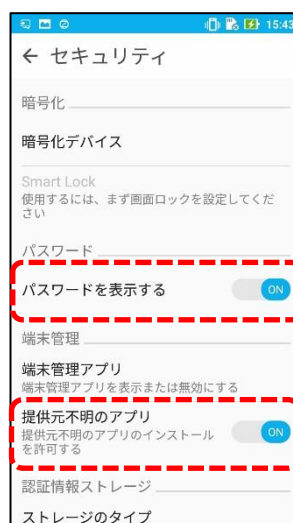 15:43
← セキュリティ
暗号化
暗号化デバイス
Smart Lock
使用するには、まず画面ロックを設定してくだ
さい
パスワード
パスワードを表示する ON
端末管理
端末管理アプリ
端末管理アプリを表示または無効にする
提供元不明のアプリ ON
提供元不明のアプリのインストール
を許可する
認証情報ストレージ
ストレージのタイプ